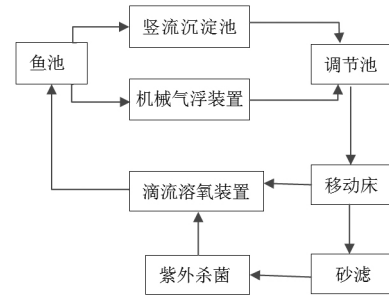 竖流沉淀池
鱼池
调节池
机械气浮装置
滴流溶氧装置
移动床
紫外杀菌
砂滤